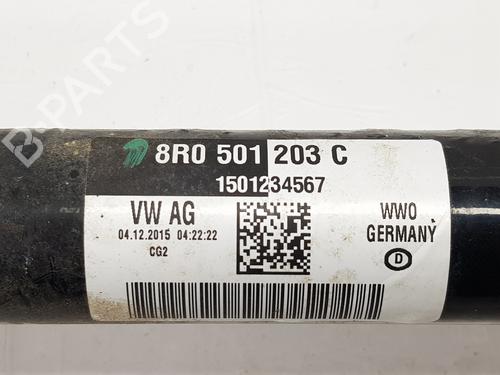 B-PARTS
8R0 501 203 C
1501234567
VW AG
04.12.2015 04:22:22
CG2
WWO
GERMANY
D